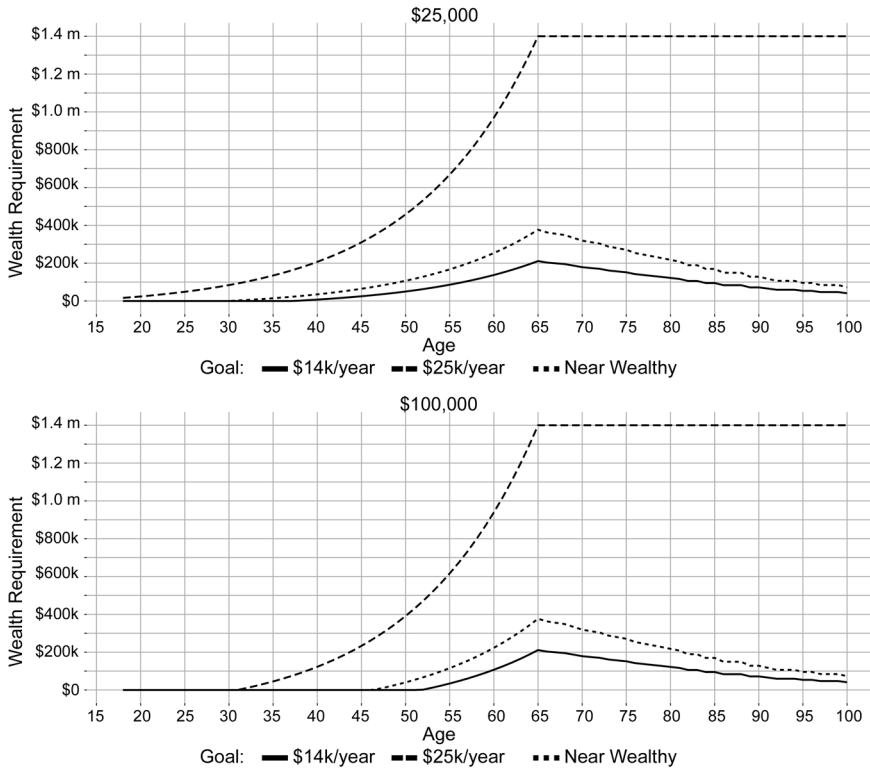 $25,000
Wealth Requirement
$1.4 m
$1.2 m
$1.0 m
$800k
$600k
$400k
$200k
$0
15 20 25 30 35 40 45 50 55 60 65 70 75 80 85 90 95 100
Age
Goal: $14k/year $25k/year Near Wealthy
$100,000
Wealth Requirement
$1.4 m
$1.2 m
$1.0 m
$800k
$600k
$400k
$200k
$0
15 20 25 30 35 40 45 50 55 60 65 70 75 80 85 90 95 100
Age
Goal: $14k/year $25k/year Near Wealthy